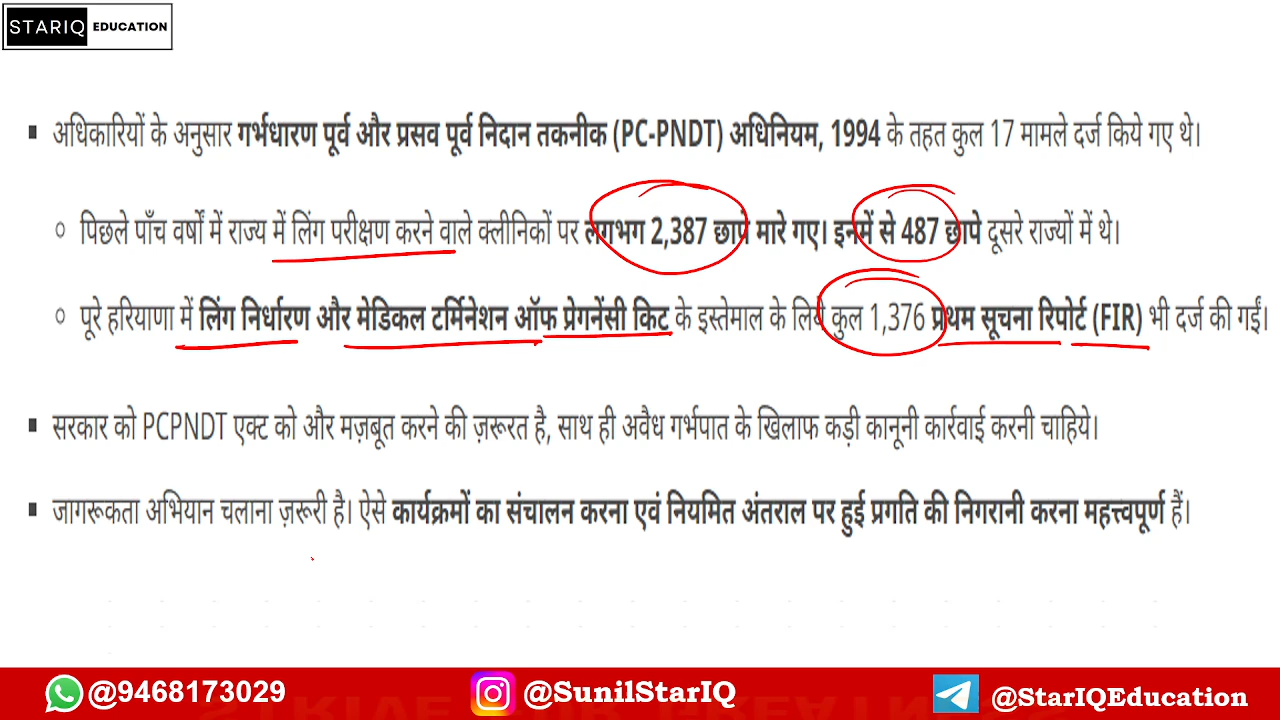 STARIQ EDUCATION
▪ अधिकारियों के अनुसार गर्भधारण पूर्व और प्रसव पूर्व निदान तकनीक (PC-PNDT) अधिनियम, 1994 के तहत कुल 17 मामले दर्ज किये गए थे।
○ पिछले पाँच वर्षों में राज्य में लिंग परीक्षण करने वाले क्लीनिकों पर लगभग 2,387 छापे मारे गए। इनमें से 487 छापे दूसरे राज्यों में थे।
○ पूरे हरियाणा में लिंग निर्धारण और मेडिकल टर्मिनेशन ऑफ प्रेगनेंसी किट के इस्तेमाल के लिये कुल 1,376 प्रथम सूचना रिपोर्ट (FIR) भी दर्ज की गईं।
▪ सरकार को PCPNDT एक्ट को और मज़बूत करने की ज़रूरत है, साथ ही अवैध गर्भपात के खिलाफ कड़ी कानूनी कार्रवाई करनी चाहिये।
▪ जागरूकता अभियान चलाना ज़रूरी है। ऐसे कार्यक्रमों का संचालन करना एवं नियमित अंतराल पर हुई प्रगति की निगरानी करना महत्त्वपूर्ण हैं।
@9468173029 @SunilStarIQ @StarIQEducation